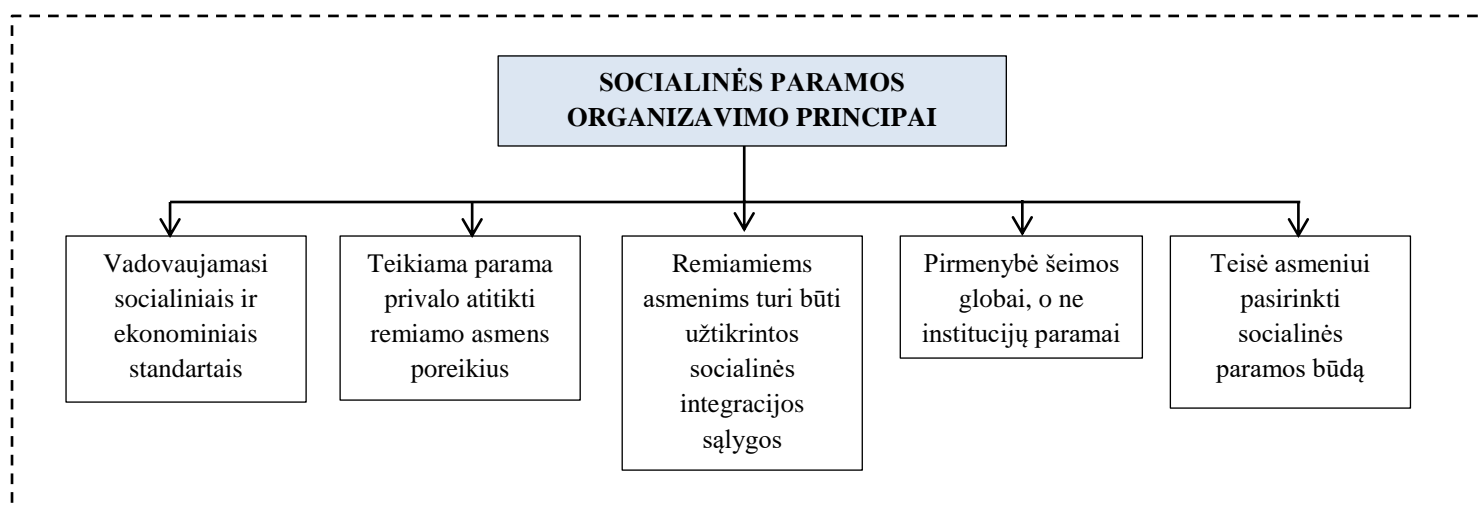 SOCIALINĖS PARAMOS
ORGANIZAVIMO PRINCIPAI
Vadovaujamasi
socialiniais ir
ekonominiais
standartais
Teikiama parama
privalo atitikti
remiamo asmens
poreikius
Remiamiems
asmenims turi būti
užtikrintos
socialinės
integracijos
sąlygos
Pirmenybė šeimos
globai, o ne
institucijų paramai
Teisė asmeniui
pasirinkti
socialinės
paramos būdą